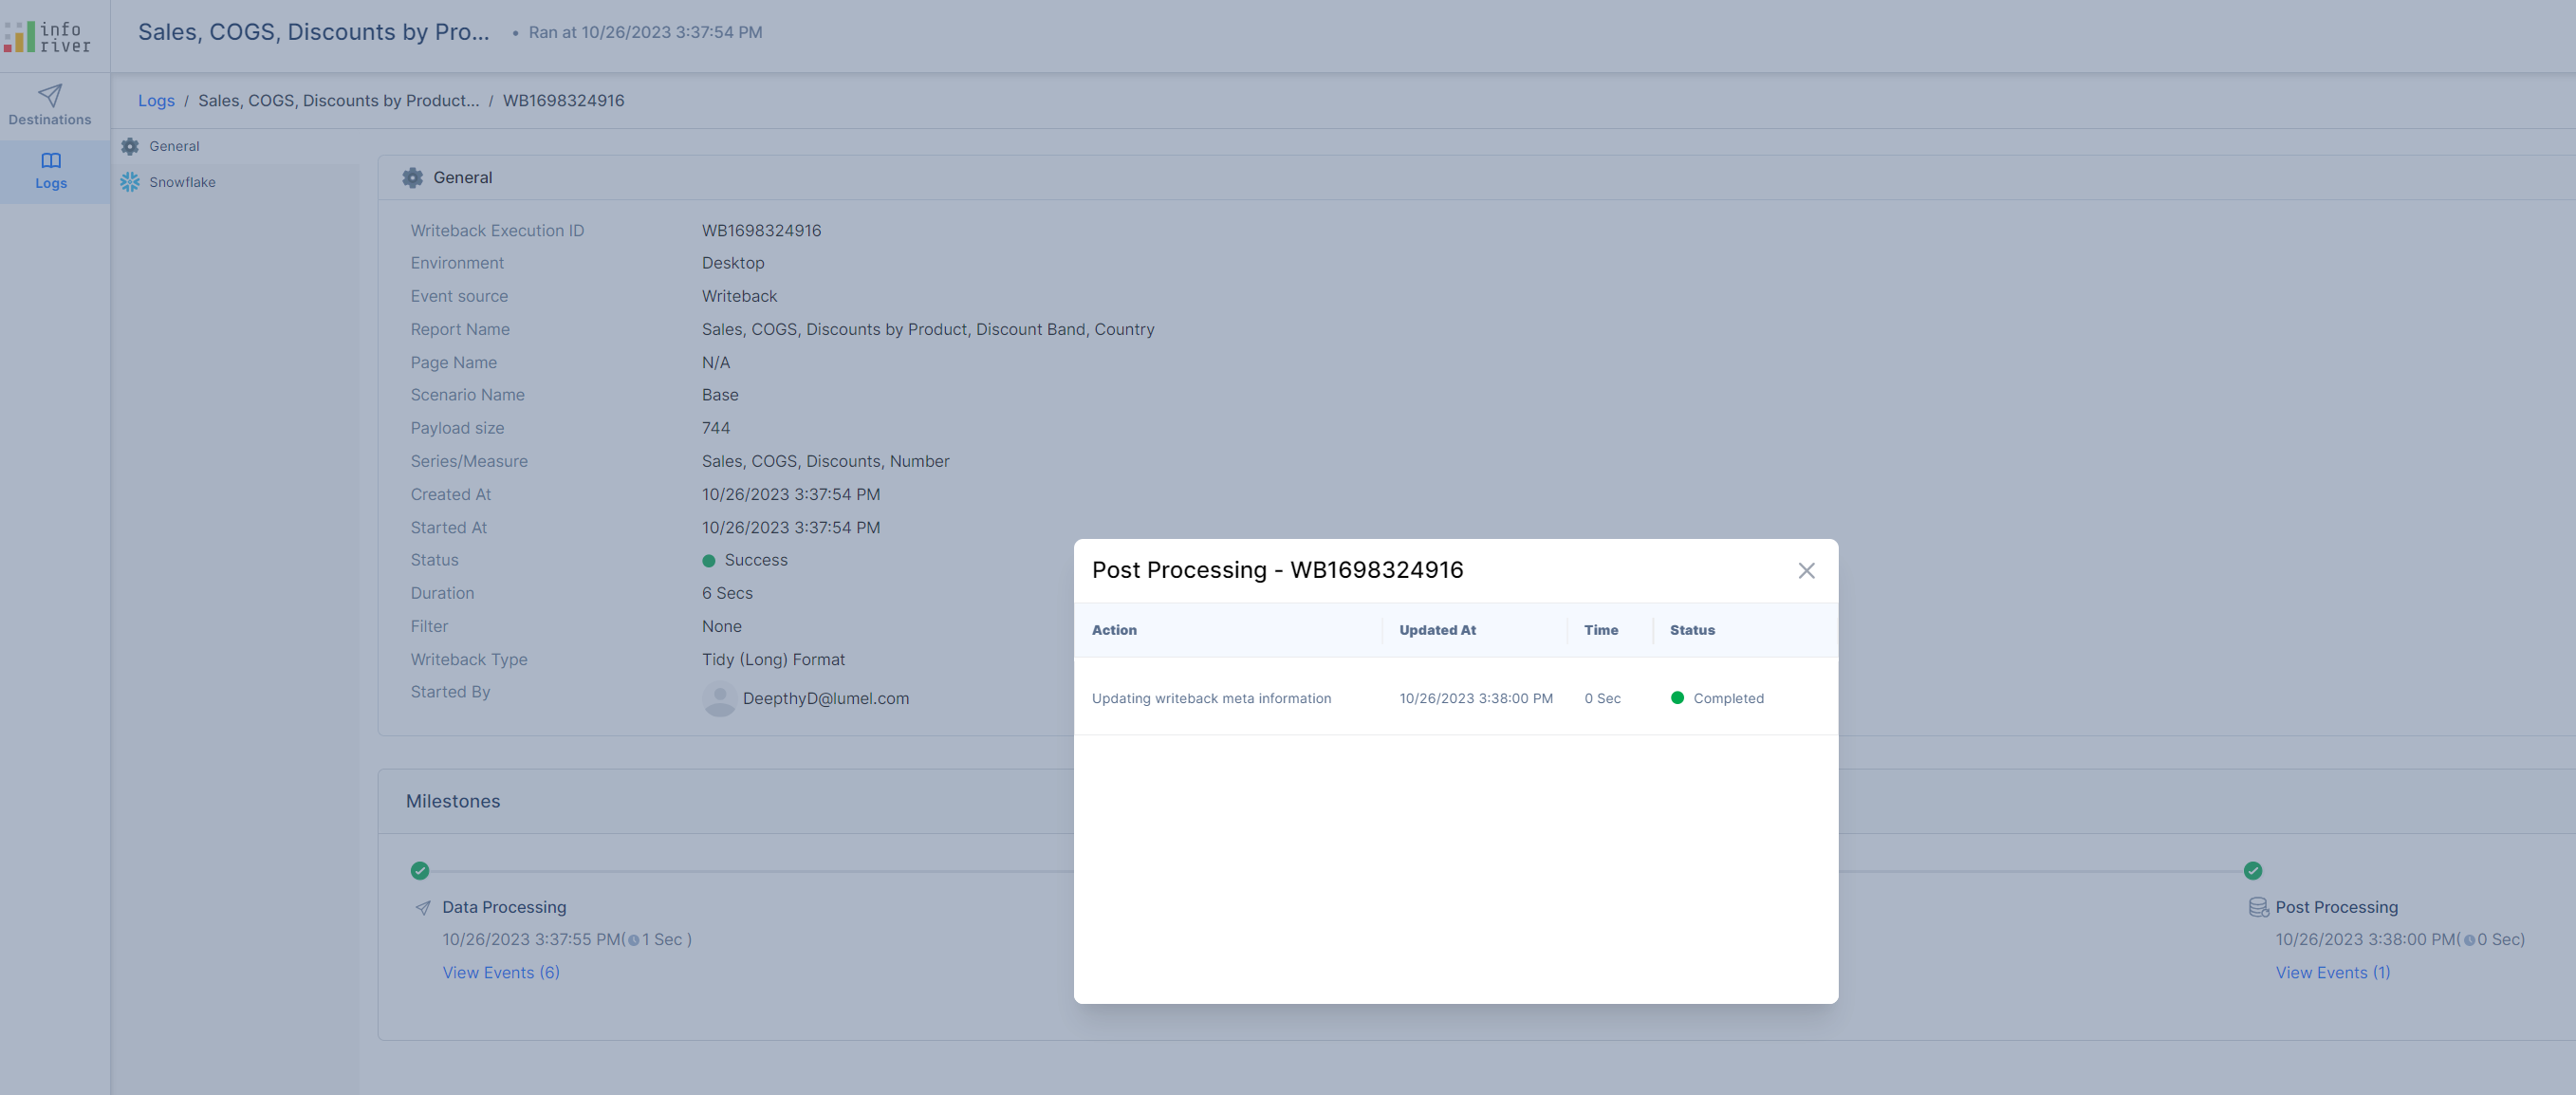 info
river
Sales, COGS, Discounts by Pro... • Ran at 10/26/2023 3:37:54 PM
Destinations
Logs
Logs / Sales, COGS, Discounts by Product... / WB1698324916
General
Snowflake
General
Writeback Execution ID WB1698324916
Environment Desktop
Event source Writeback
Report Name Sales, COGS, Discounts by Product, Discount Band, Country
Page Name N/A
Scenario Name Base
Payload size 744
Series/Measure Sales, COGS, Discounts, Number
Created At 10/26/2023 3:37:54 PM
Started At 10/26/2023 3:37:54 PM
Status Success
Duration 6 Secs
Filter None
Writeback Type Tidy (Long) Format
Started By DeepthyD@lumel.com
Post Processing - WB1698324916
Action Updated At Time Status
Updating writeback meta information 10/26/2023 3:38:00 PM 0 Sec Completed
Milestones
Data Processing
10/26/2023 3:37:55 PM( 1 Sec )
View Events (6)
Post Processing
10/26/2023 3:38:00 PM( 0 Sec)
View Events (1)